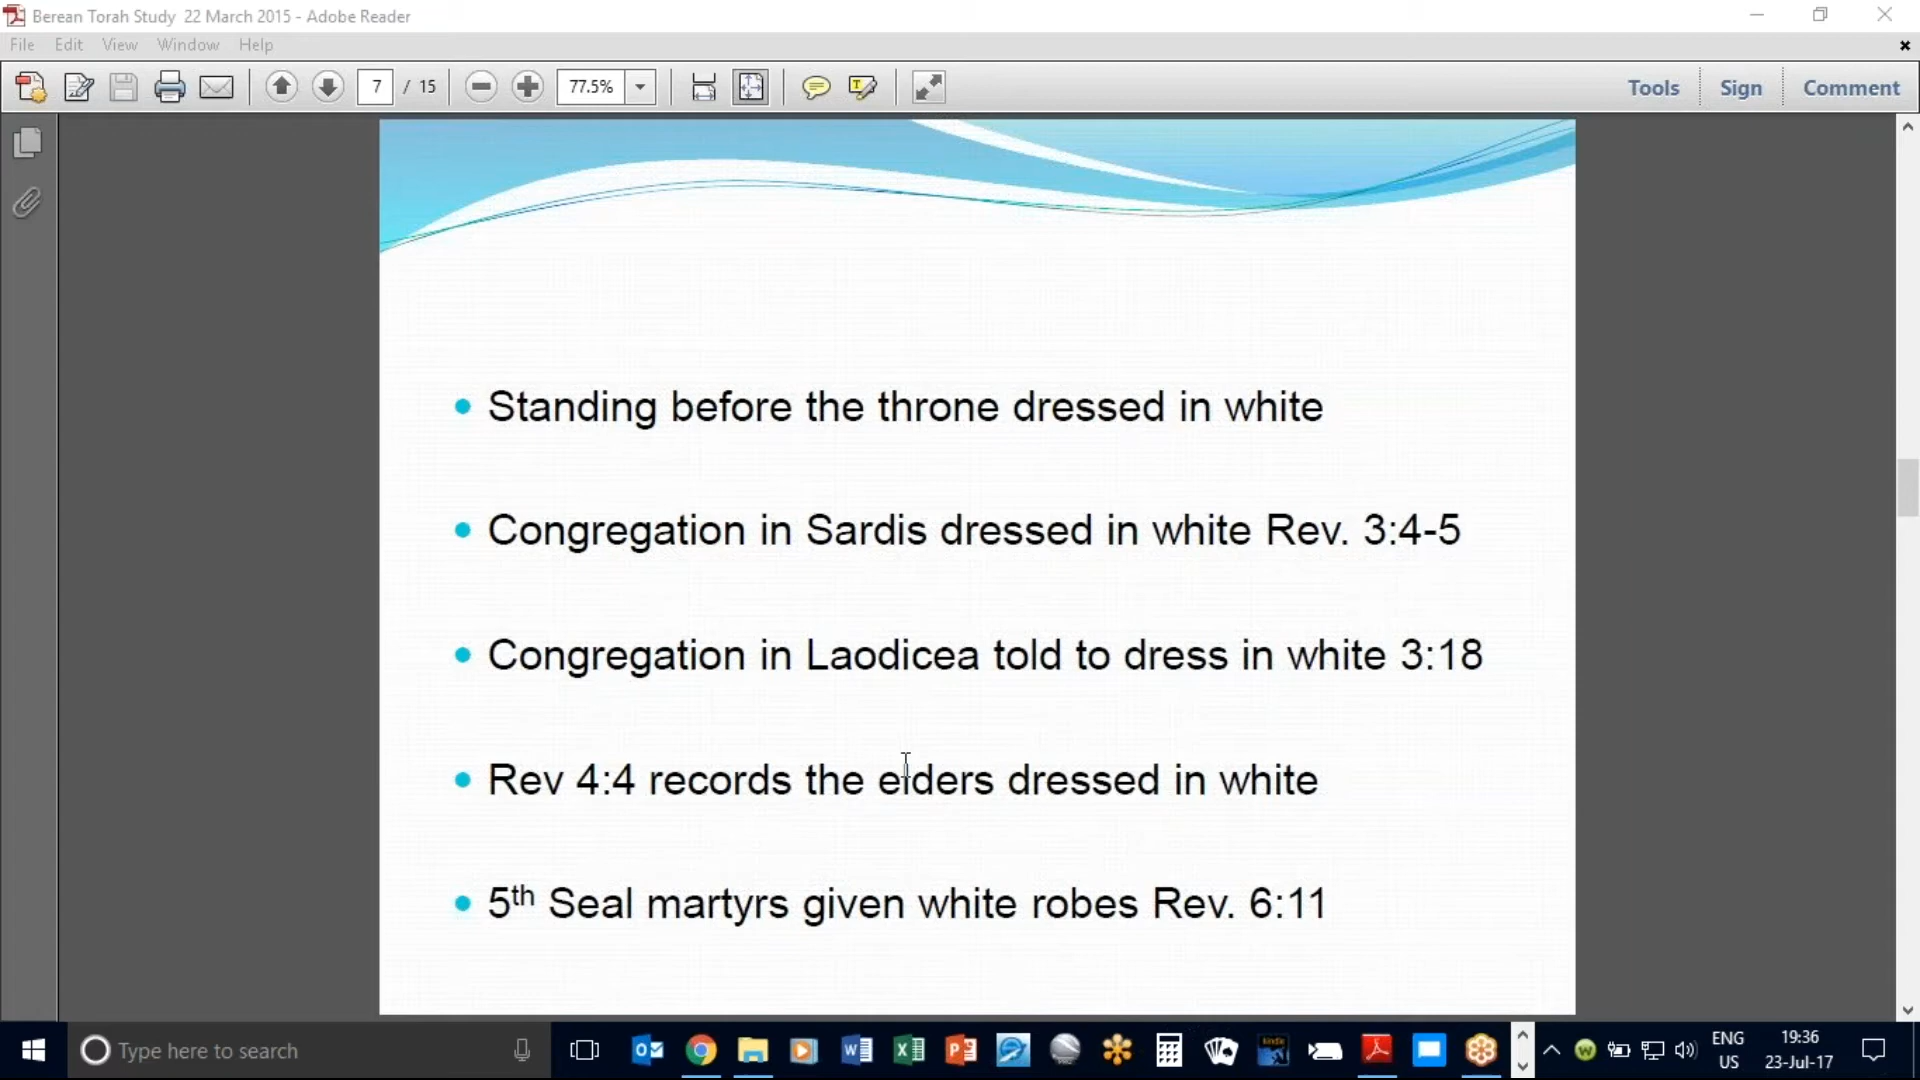 Berean Torah Study 22 March 2015 - Adobe Reader
File Edit View Window Help
7 / 15 77.5% Tools Sign Comment
• Standing before the throne dressed in white
• Congregation in Sardis dressed in white Rev. 3:4-5
• Congregation in Laodicea told to dress in white 3:18
• Rev 4:4 records the elders dressed in white
• 5th Seal martyrs given white robes Rev. 6:11
Type here to search
ENG 19:36
US 23-Jul-17